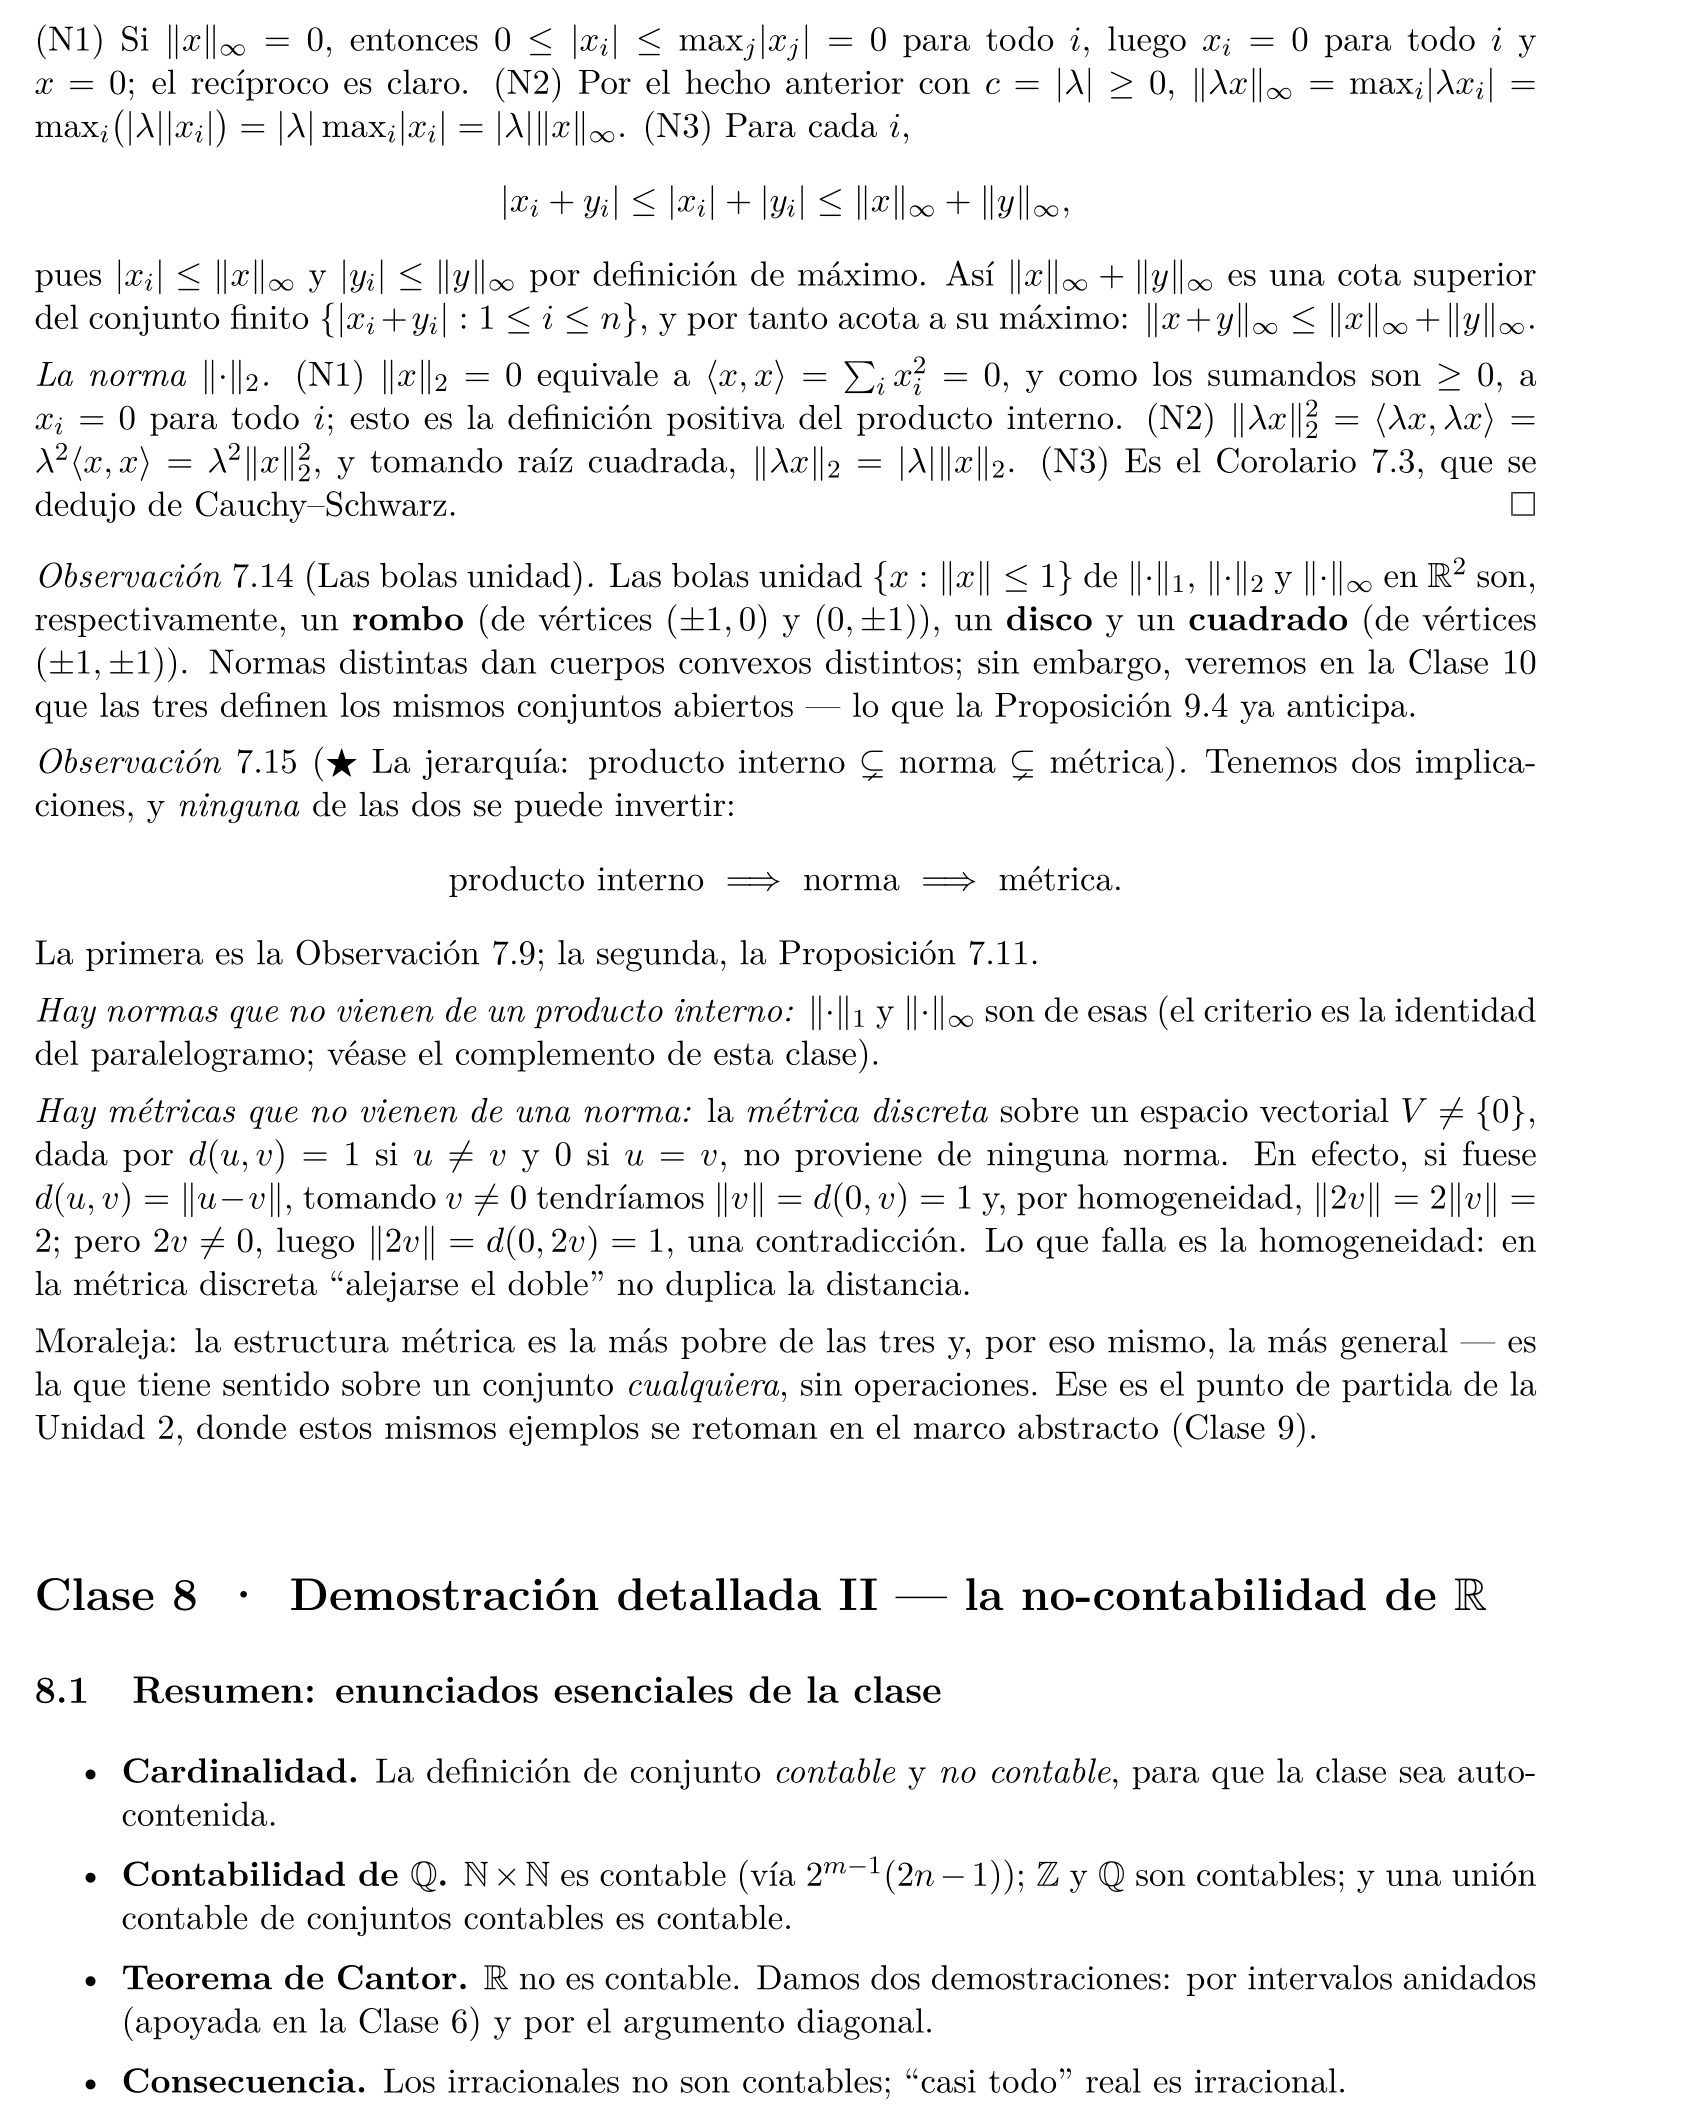 (N1) Si ‖x‖∞ = 0, entonces 0 ≤ |xᵢ| ≤ maxⱼ|xⱼ| = 0 para todo i, luego xᵢ = 0 para todo i y
x = 0; el recíproco es claro. (N2) Por el hecho anterior con c = |λ| ≥ 0, ‖λx‖∞ = maxᵢ|λxᵢ| =
maxᵢ(|λ||xᵢ|) = |λ| maxᵢ|xᵢ| = |λ|‖x‖∞. (N3) Para cada i,
|xᵢ + yᵢ| ≤ |xᵢ| + |yᵢ| ≤ ‖x‖∞ + ‖y‖∞,
pues |xᵢ| ≤ ‖x‖∞ y |yᵢ| ≤ ‖y‖∞ por definición de máximo. Así ‖x‖∞ + ‖y‖∞ es una cota superior
del conjunto finito {|xᵢ + yᵢ| : 1 ≤ i ≤ n}, y por tanto acota a su máximo: ‖x+y‖∞ ≤ ‖x‖∞ + ‖y‖∞.
La norma ‖·‖₂. (N1) ‖x‖₂ = 0 equivale a ⟨x, x⟩ = ∑ᵢ xᵢ² = 0, y como los sumandos son ≥ 0, a
xᵢ = 0 para todo i; esto es la definición positiva del producto interno. (N2) ‖λx‖₂² = ⟨λx, λx⟩ =
λ²⟨x, x⟩ = λ²‖x‖₂², y tomando raíz cuadrada, ‖λx‖₂ = |λ|‖x‖₂. (N3) Es el Corolario 7.3, que se
dedujo de Cauchy–Schwarz. □
Observación 7.14 (Las bolas unidad). Las bolas unidad {x : ‖x‖ ≤ 1} de ‖·‖₁, ‖·‖₂ y ‖·‖∞ en ℝ² son,
respectivamente, un rombo (de vértices (±1, 0) y (0, ±1)), un disco y un cuadrado (de vértices
(±1, ±1)). Normas distintas dan cuerpos convexos distintos; sin embargo, veremos en la Clase 10
que las tres definen los mismos conjuntos abiertos — lo que la Proposición 9.4 ya anticipa.
Observación 7.15 (★ La jerarquía: producto interno ⊊ norma ⊊ métrica). Tenemos dos implica-
ciones, y ninguna de las dos se puede invertir:
producto interno ⟹ norma ⟹ métrica.
La primera es la Observación 7.9; la segunda, la Proposición 7.11.
Hay normas que no vienen de un producto interno: ‖·‖₁ y ‖·‖∞ son de esas (el criterio es la identidad
del paralelogramo; véase el complemento de esta clase).
Hay métricas que no vienen de una norma: la métrica discreta sobre un espacio vectorial V ≠ {0},
dada por d(u, v) = 1 si u ≠ v y 0 si u = v, no proviene de ninguna norma. En efecto, si fuese
d(u, v) = ‖u−v‖, tomando v ≠ 0 tendríamos ‖v‖ = d(0, v) = 1 y, por homogeneidad, ‖2v‖ = 2‖v‖ =
2; pero 2v ≠ 0, luego ‖2v‖ = d(0, 2v) = 1, una contradicción. Lo que falla es la homogeneidad: en
la métrica discreta “alejarse el doble” no duplica la distancia.
Moraleja: la estructura métrica es la más pobre de las tres y, por eso mismo, la más general — es
la que tiene sentido sobre un conjunto cualquiera, sin operaciones. Ese es el punto de partida de la
Unidad 2, donde estos mismos ejemplos se retoman en el marco abstracto (Clase 9).
Clase 8 · Demostración detallada II — la no-contabilidad de ℝ
8.1 Resumen: enunciados esenciales de la clase
• Cardinalidad. La definición de conjunto contable y no contable, para que la clase sea auto-
contenida.
• Contabilidad de ℚ. ℕ × ℕ es contable (vía 2ᵐ⁻¹(2n − 1)); ℤ y ℚ son contables; y una unión
contable de conjuntos contables es contable.
• Teorema de Cantor. ℝ no es contable. Damos dos demostraciones: por intervalos anidados
(apoyada en la Clase 6) y por el argumento diagonal.
• Consecuencia. Los irracionales no son contables; “casi todo” real es irracional.